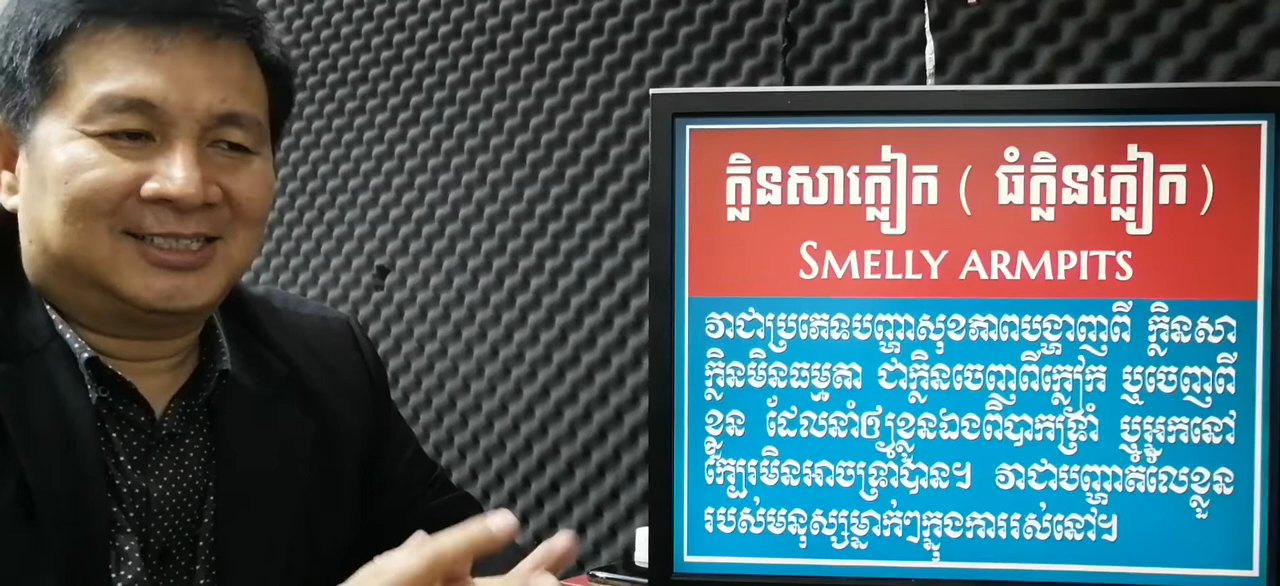 ក្លិនសាក្លៀក ( ធំក្លិនក្លៀក )
SMELLY ARMPITS
វាជាប្រភេទបញ្ហាសុខភាពបង្ហាញពី ក្លិនសា
ក្លិនមិនធម្មតា ជាក្លិនចេញពីក្លៀក ឬចេញពី
ខ្លួន ដែលនាំឲ្យខ្លួនឯងពិបាកទ្រាំ ឬអ្នកនៅ
ក្បែរមិនអាចទ្រាំបាន។ វាជាបញ្ហាតំលៃខ្លួន
របស់មនុស្សម្នាក់ៗក្នុងការរស់នៅ។